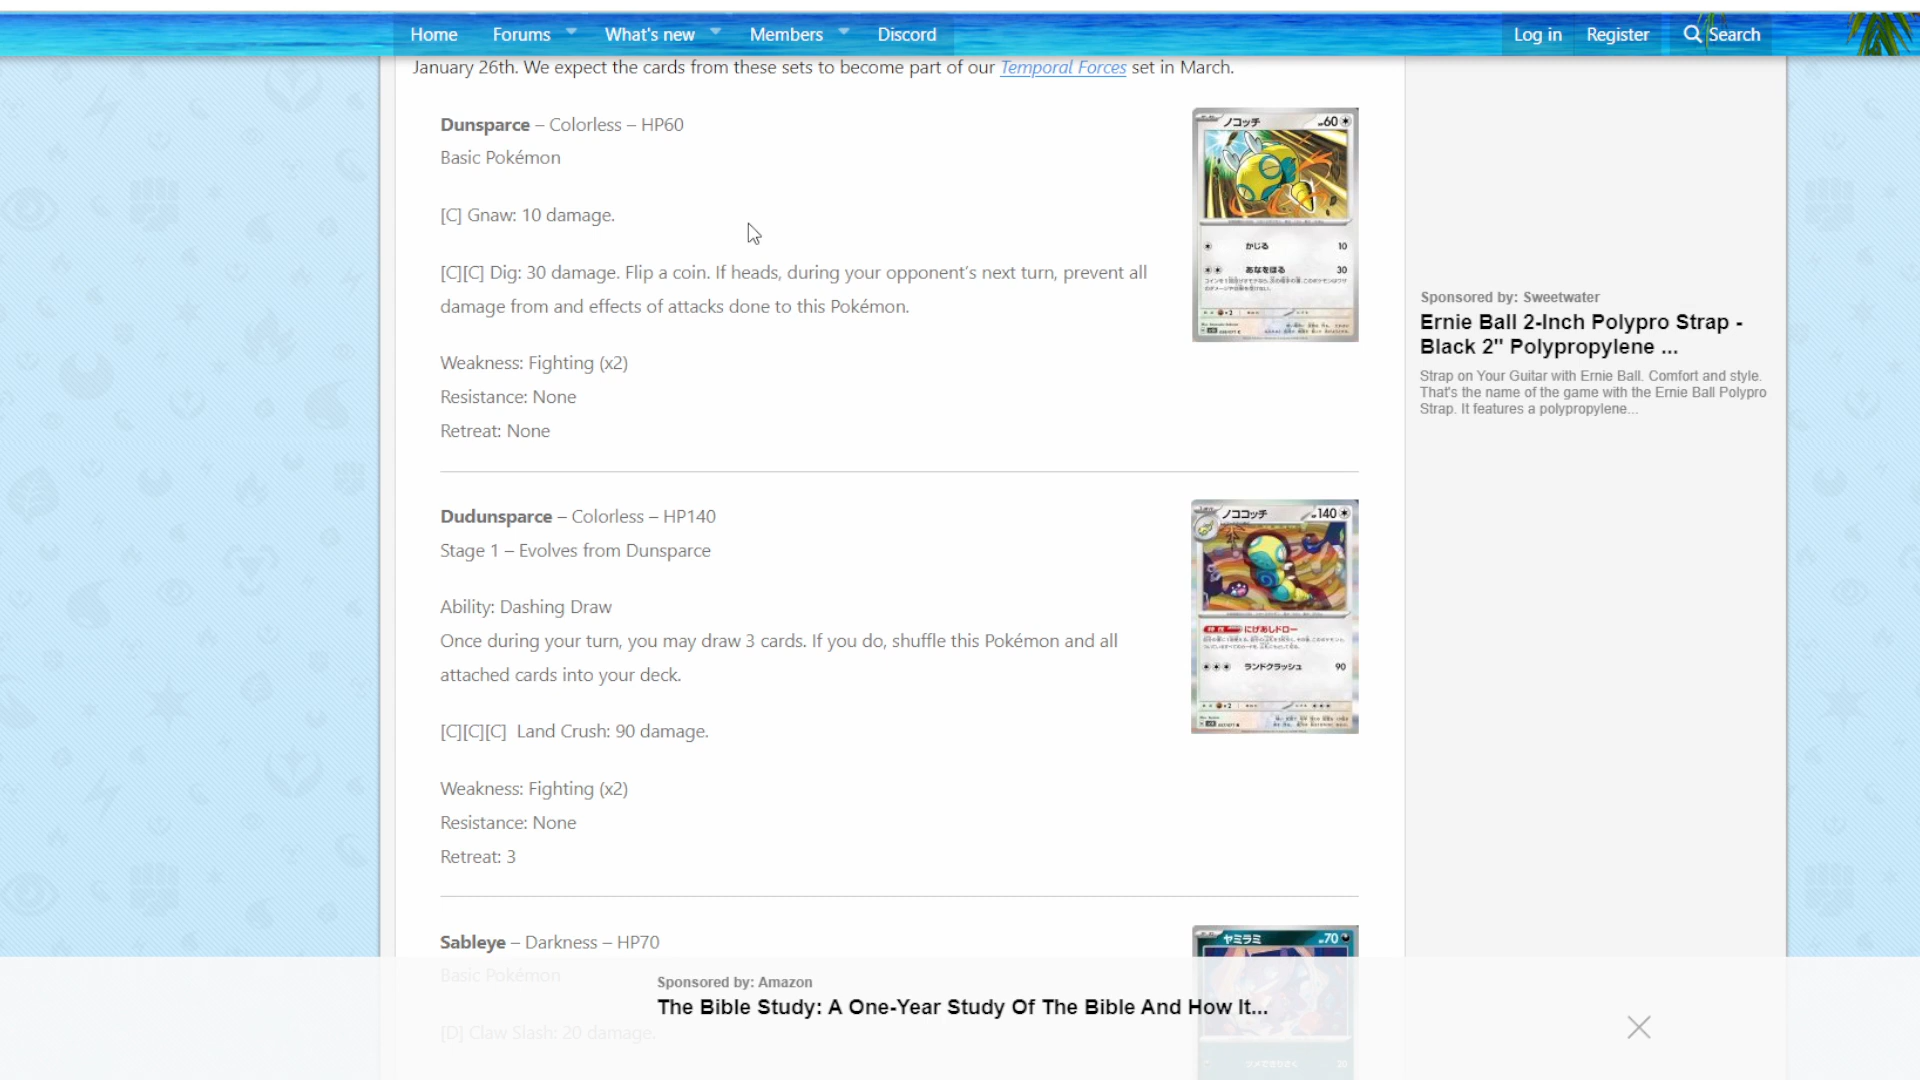 Home Forums What's new Members Discord Log in Register Search
January 26th. We expect the cards from these sets to become part of our Temporal Forces set in March.
Dunsparce – Colorless – HP60
Basic Pokémon
[C] Gnaw: 10 damage.
[C][C] Dig: 30 damage. Flip a coin. If heads, during your opponent's next turn, prevent all
damage from and effects of attacks done to this Pokémon.
Weakness: Fighting (x2)
Resistance: None
Retreat: None
ノコッチ 60
かじる 10
あなをほる 30
Dudunsparce – Colorless – HP140
Stage 1 – Evolves from Dunsparce
Ability: Dashing Draw
Once during your turn, you may draw 3 cards. If you do, shuffle this Pokémon and all
attached cards into your deck.
[C][C][C] Land Crush: 90 damage.
Weakness: Fighting (x2)
Resistance: None
Retreat: 3
ノココッチ 140
にげあしドロー
ランドクラッシュ 90
Sableye – Darkness – HP70
Basic Pokémon
[D] Claw Slash: 20 damage.
ヤミラミ 70
ツメできりさく 20
Sponsored by: Sweetwater
Ernie Ball 2-Inch Polypro Strap -
Black 2" Polypropylene ...
Strap on Your Guitar with Ernie Ball. Comfort and style.
That's the name of the game with the Ernie Ball Polypro
Strap. It features a polypropylene...
Sponsored by: Amazon
The Bible Study: A One-Year Study Of The Bible And How It...